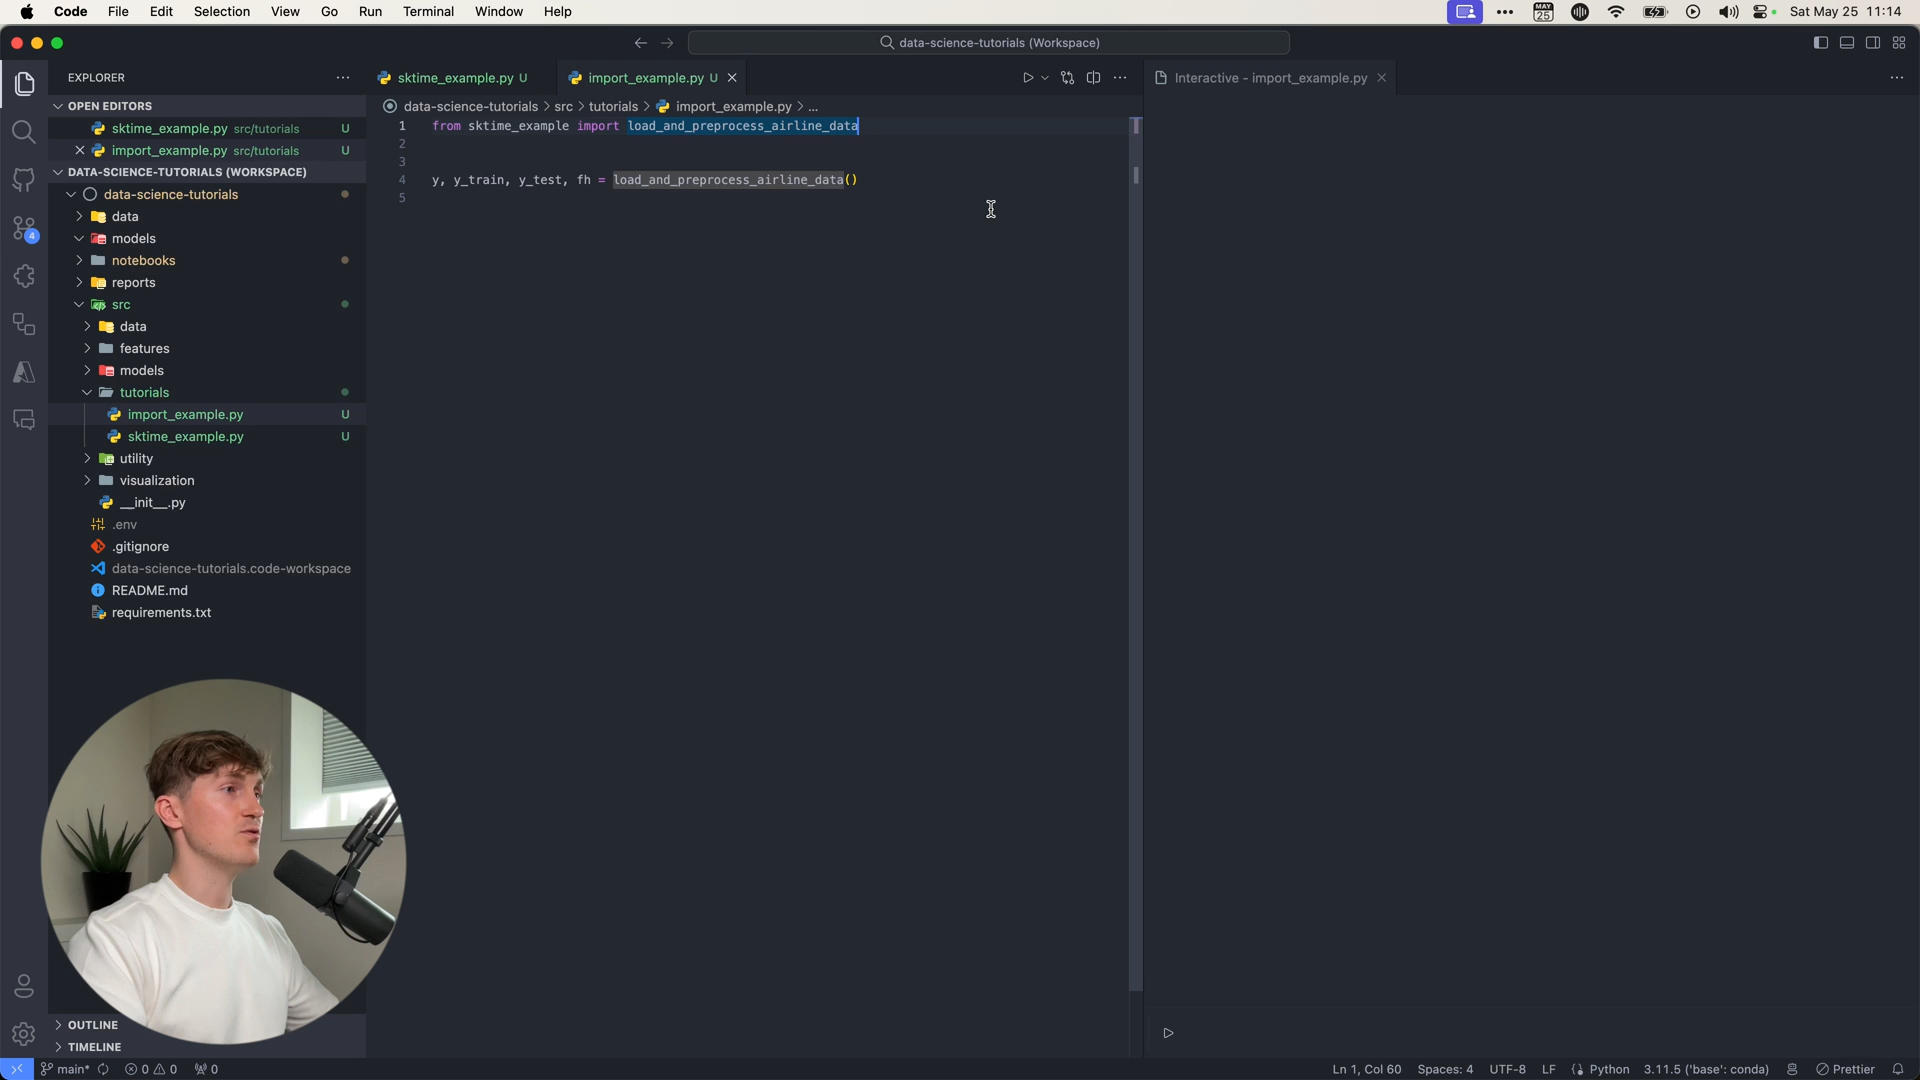 Code File Edit Selection View Go Run Terminal Window Help
MAY 25 Sat May 25 11:14
data-science-tutorials (Workspace)
EXPLORER
OPEN EDITORS
sktime_example.py src/tutorials U
import_example.py src/tutorials U
DATA-SCIENCE-TUTORIALS (WORKSPACE)
data-science-tutorials
data
models
notebooks
reports
src
data
features
models
tutorials
import_example.py U
sktime_example.py U
utility
visualization
__init__.py
.env
.gitignore
data-science-tutorials.code-workspace
README.md
requirements.txt
OUTLINE
TIMELINE
4
sktime_example.py U
import_example.py U
data-science-tutorials > src > tutorials > import_example.py > ...
1 from sktime_example import load_and_preprocess_airline_data
2
3
4 y, y_train, y_test, fh = load_and_preprocess_airline_data()
5
Interactive - import_example.py
main* 0 0 0
Ln 1, Col 60 Spaces: 4 UTF-8 LF Python 3.11.5 ('base': conda) Prettier